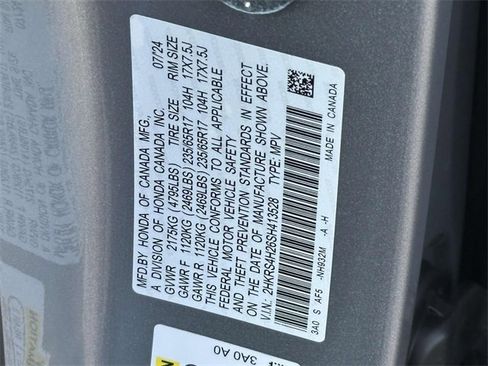 MFD.BY HONDA OF CANADA MFG., 07/24
A DIVISION OF HONDA CANADA INC.
GVWR 2175KG (4795LBS) TIRE SIZE RIM SIZE
GAWR F 1120KG (2469LBS) 235/65R17 104H 17X7.5J
GAWR R 1120KG (2469LBS) 235/65R17 104H 17X7.5J
THIS VEHICLE CONFORMS TO ALL APPLICABLE
FEDERAL MOTOR VEHICLE SAFETY
AND THEFT PREVENTION STANDARDS IN EFFECT
ON THE DATE OF MANUFACTURE SHOWN ABOVE.
V.I.N.: 2HKRS4H26SH413528 TYPE: MPV
3A0 S AF5 -NH932M -A -H MADE IN CANADA
3A0 A0